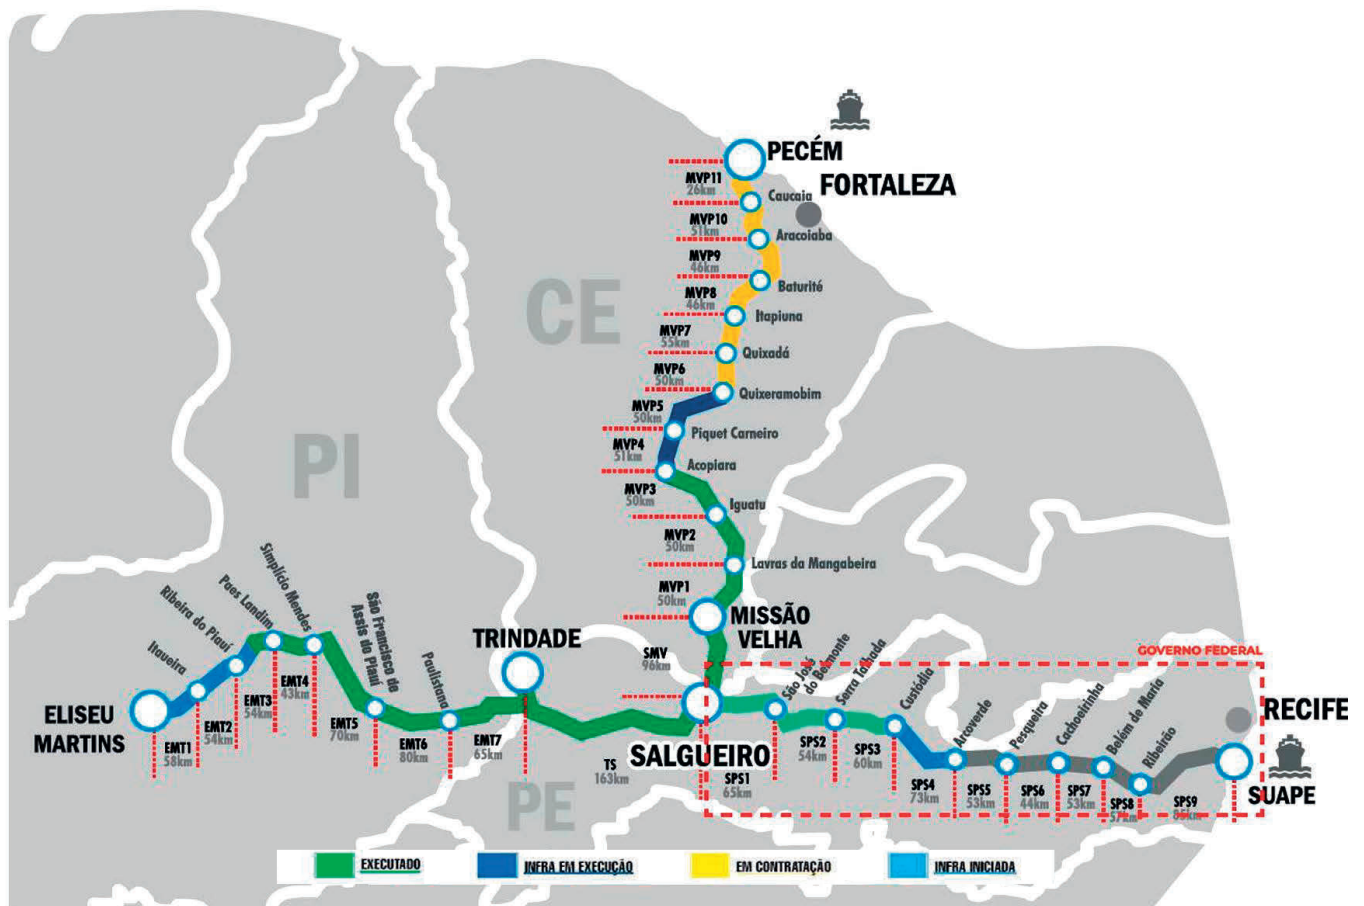 PECÉM
FORTALEZA
MVP11
26km
Caucaia
MVP10
51km
Aracoiaba
MVP9
46km
Baturité
MVP8
46km
Itapiuna
MVP7
55km
Quixadá
MVP6
50km
Quixeramobim
MVP5
50km
Piquet Carneiro
MVP4
51km
Acopiara
MVP3
50km
Iguatu
MVP2
50km
Lavras da Mangabeira
MVP1
50km
MISSÃO
VELHA
SMV
96km
CE
PI
PE
TRINDADE
ELISEU
MARTINS
Itaueira
Ribeira do Piauí
Paes Landim
Simplício Mendes
São Francisco de
Assis do Piauí
Paulistana
EMT1
58km
EMT2
54km
EMT3
54km
EMT4
43km
EMT5
70km
EMT6
80km
EMT7
65km
TS
163km
SALGUEIRO
GOVERNO FEDERAL
São José
do Belmonte
Serra Talhada
Custódia
Arcoverde
Pesqueira
Cachoeirinha
Belém de Maria
Ribeirão
RECIFE
SUAPE
SPS1
65km
SPS2
54km
SPS3
60km
SPS4
73km
SPS5
53km
SPS6
44km
SPS7
53km
SPS8
57km
SPS9
85km
EXECUTADO
INFRA EM EXECUÇÃO
EM CONTRATAÇÃO
INFRA INICIADA